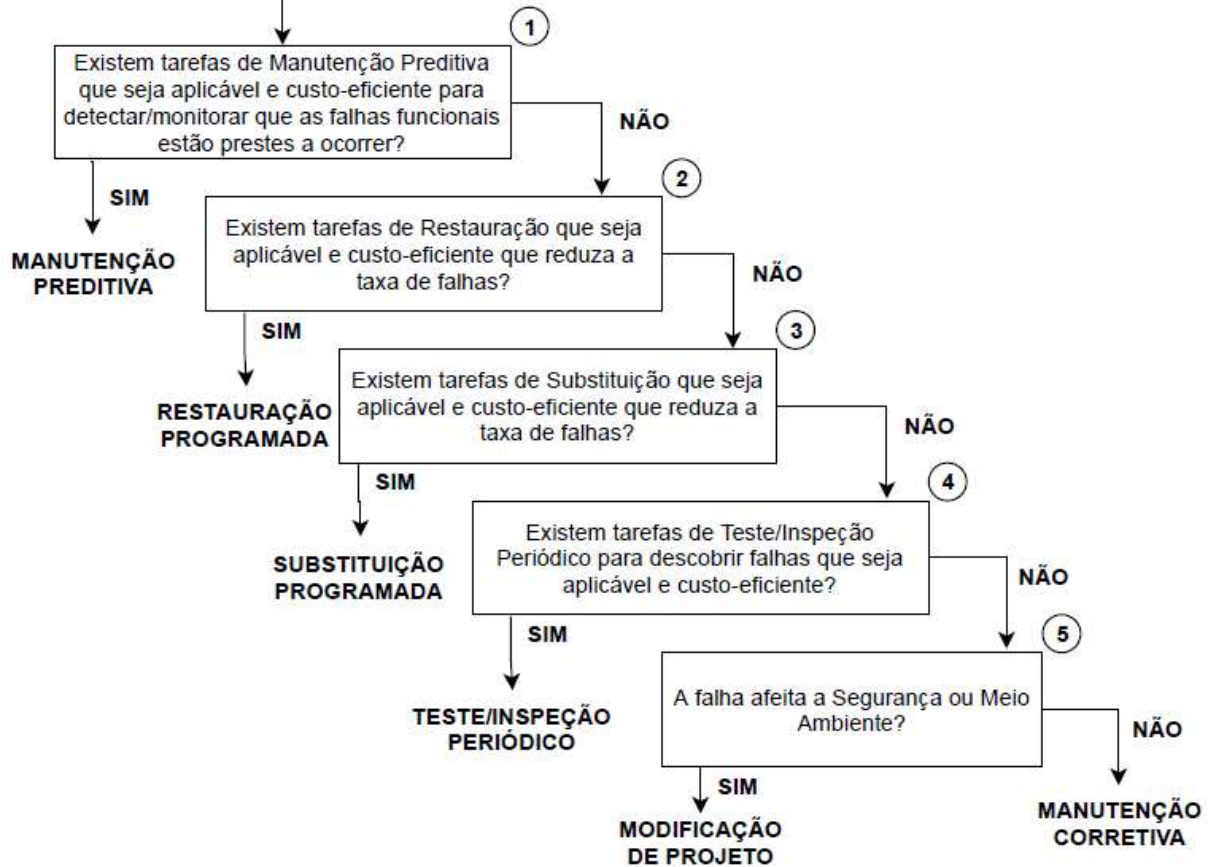 1
Existem tarefas de Manutenção Preditiva
que seja aplicável e custo-eficiente para
detectar/monitorar que as falhas funcionais
estão prestes a ocorrer?
NÃO
SIM
MANUTENÇÃO
PREDITIVA
2
Existem tarefas de Restauração que seja
aplicável e custo-eficiente que reduza a
taxa de falhas?
NÃO
SIM
RESTAURAÇÃO
PROGRAMADA
3
Existem tarefas de Substituição que seja
aplicável e custo-eficiente que reduza a
taxa de falhas?
NÃO
SIM
SUBSTITUIÇÃO
PROGRAMADA
4
Existem tarefas de Teste/Inspeção
Periódico para descobrir falhas que seja
aplicável e custo-eficiente?
NÃO
SIM
TESTE/INSPEÇÃO
PERIÓDICO
5
A falha afeita a Segurança ou Meio
Ambiente?
NÃO
SIM
MODIFICAÇÃO
DE PROJETO
MANUTENÇÃO
CORRETIVA